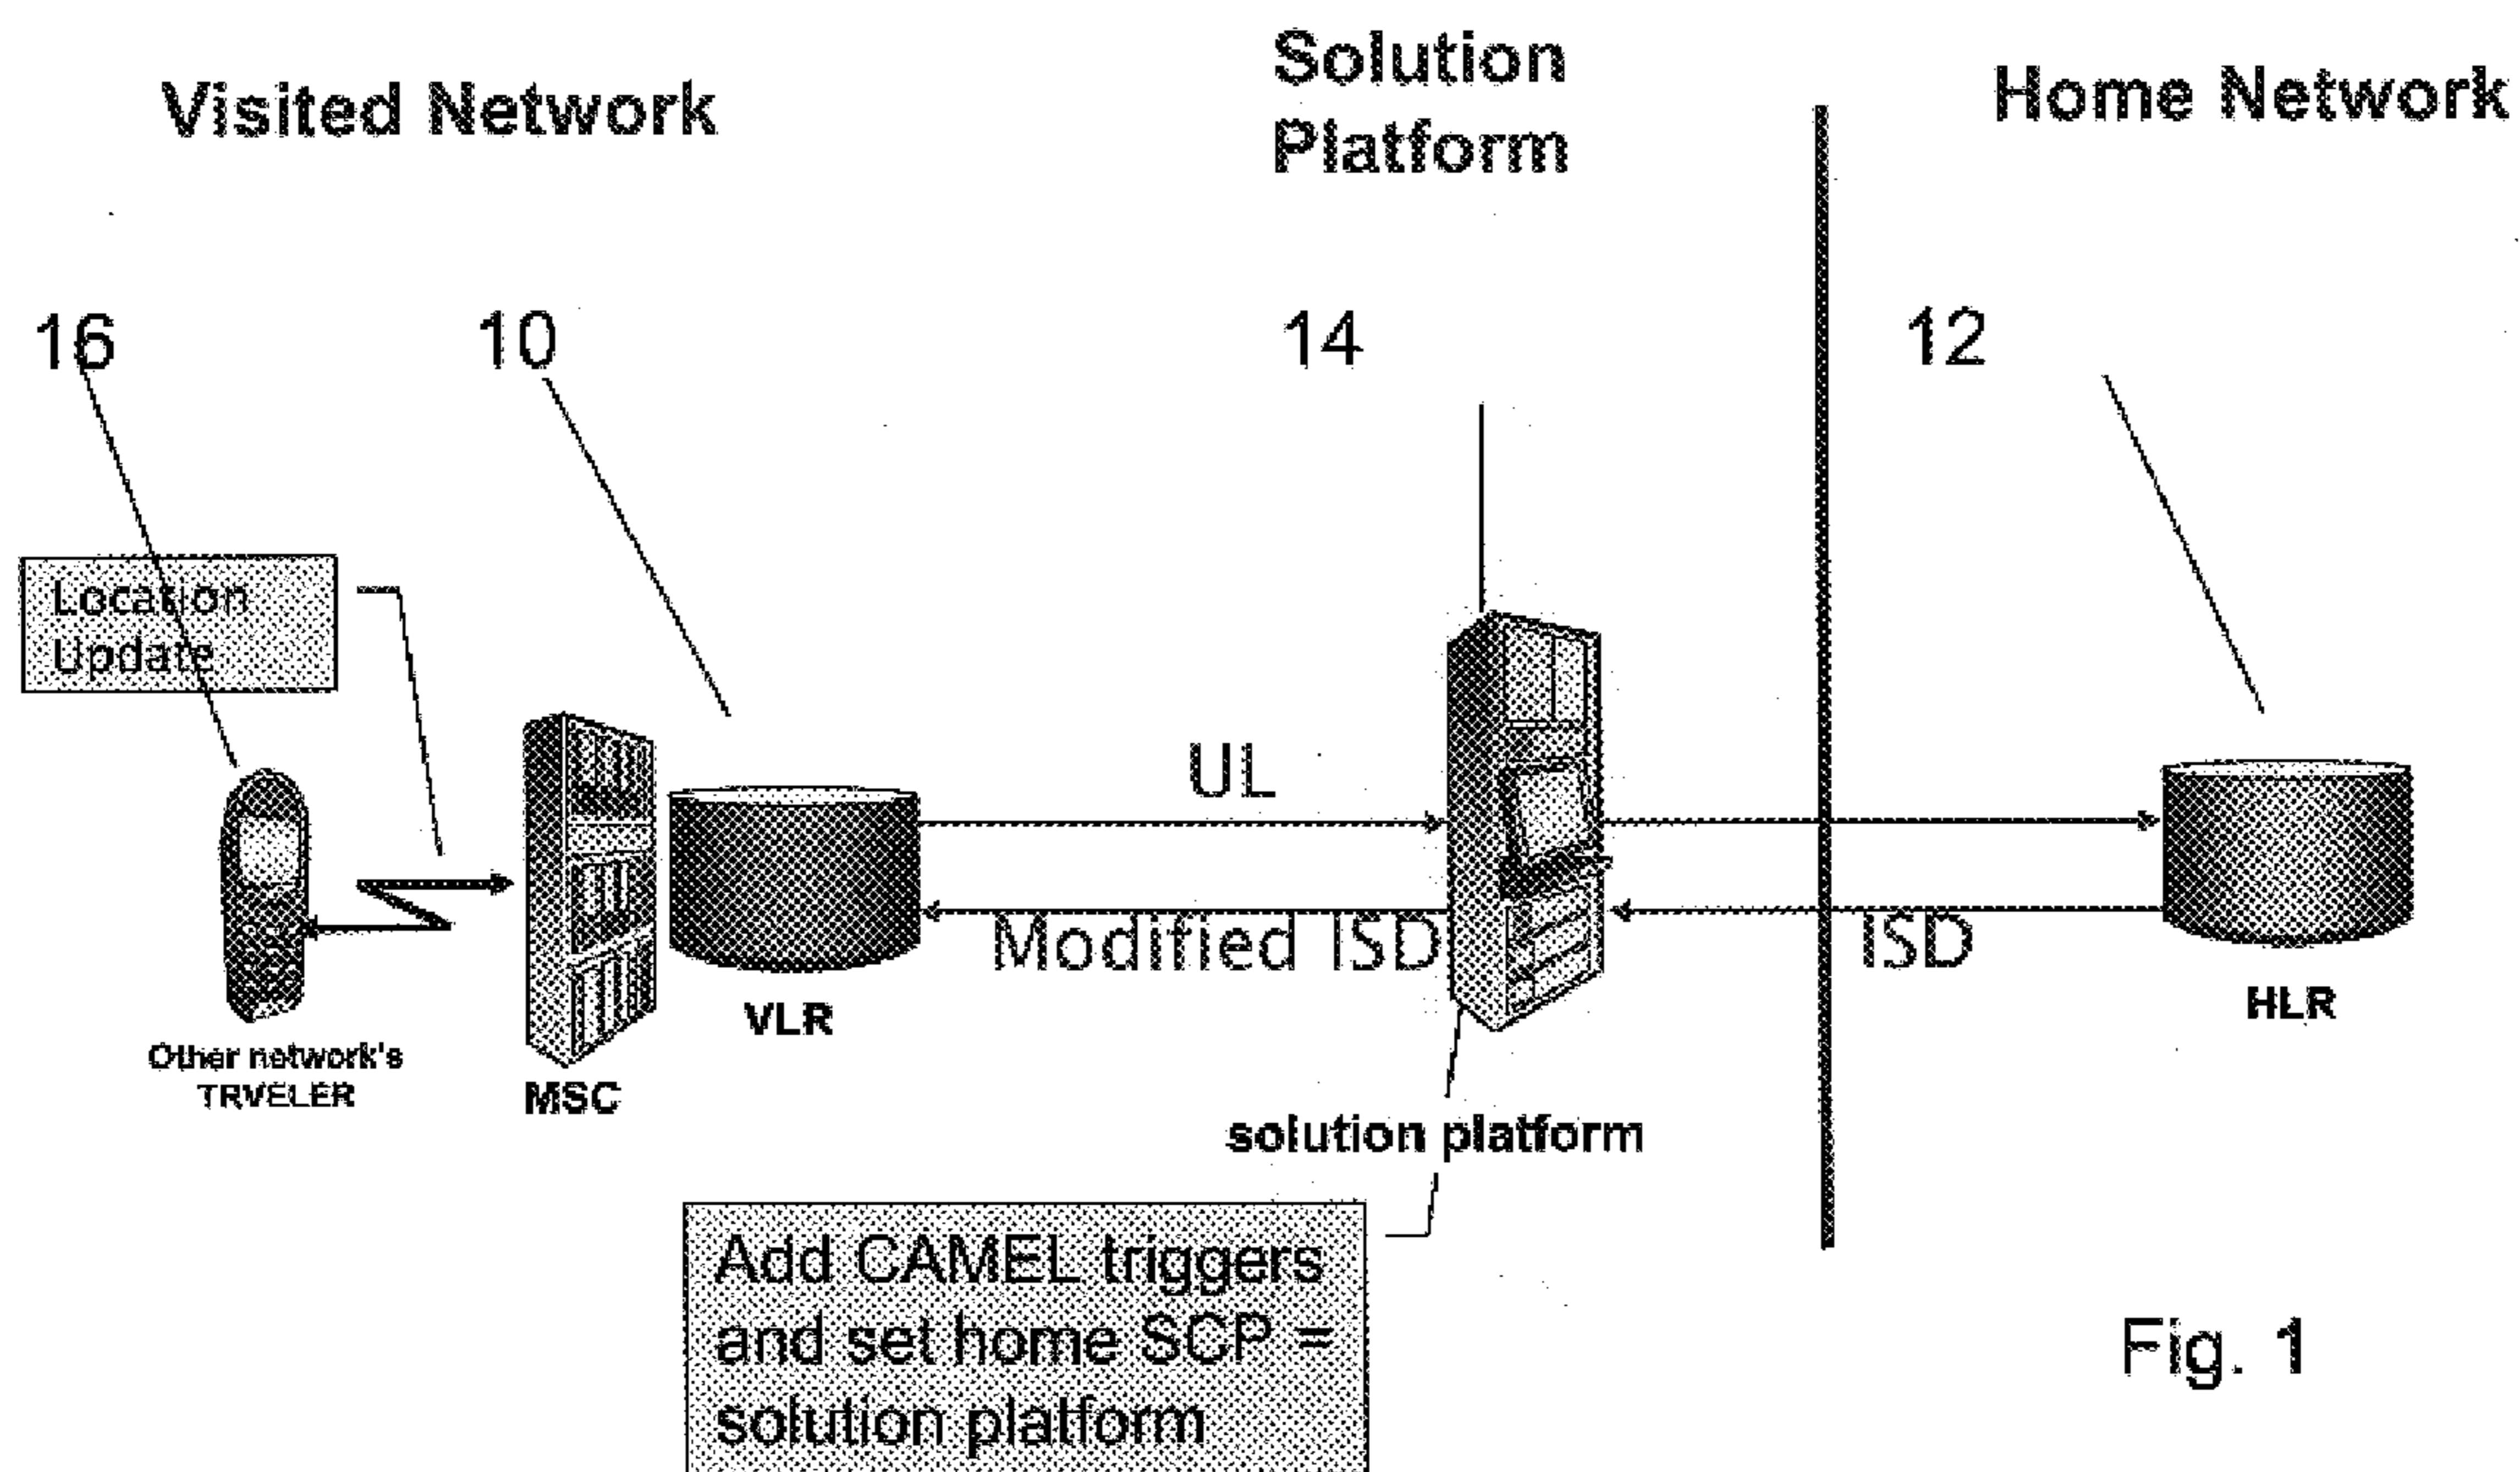 Visited Network
Solution
Platform
Home Network
16
10
14
12
Location
Update
UL
Modified ISD
ISD
VLR
HLR
Other network's
TRVELER
MSC
solution platform
Add CAMEL triggers
and set home SCP =
solution platform
Fig. 1